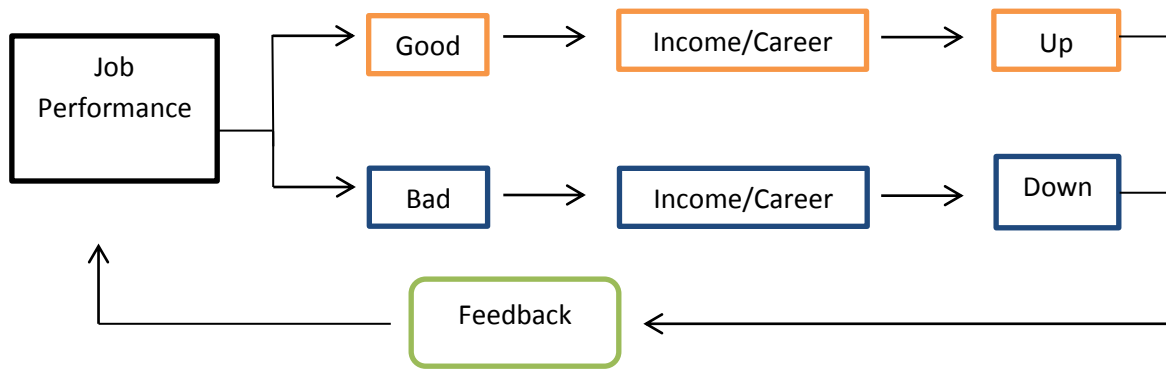 Job
Performance
Good
Income/Career
Up
Bad
Income/Career
Down
Feedback